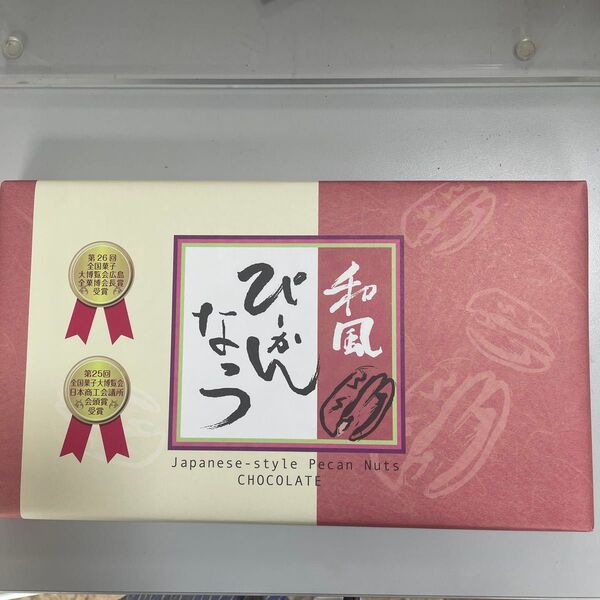 第26回
全国菓子
大博覧会広島
全菓博会長賞
受賞
第25回
全国菓子大博覧会
日本商工会議所
会頭賞
受賞
和風
ぴーかん
なっつ
Japanese-style Pecan Nuts
CHOCOLATE